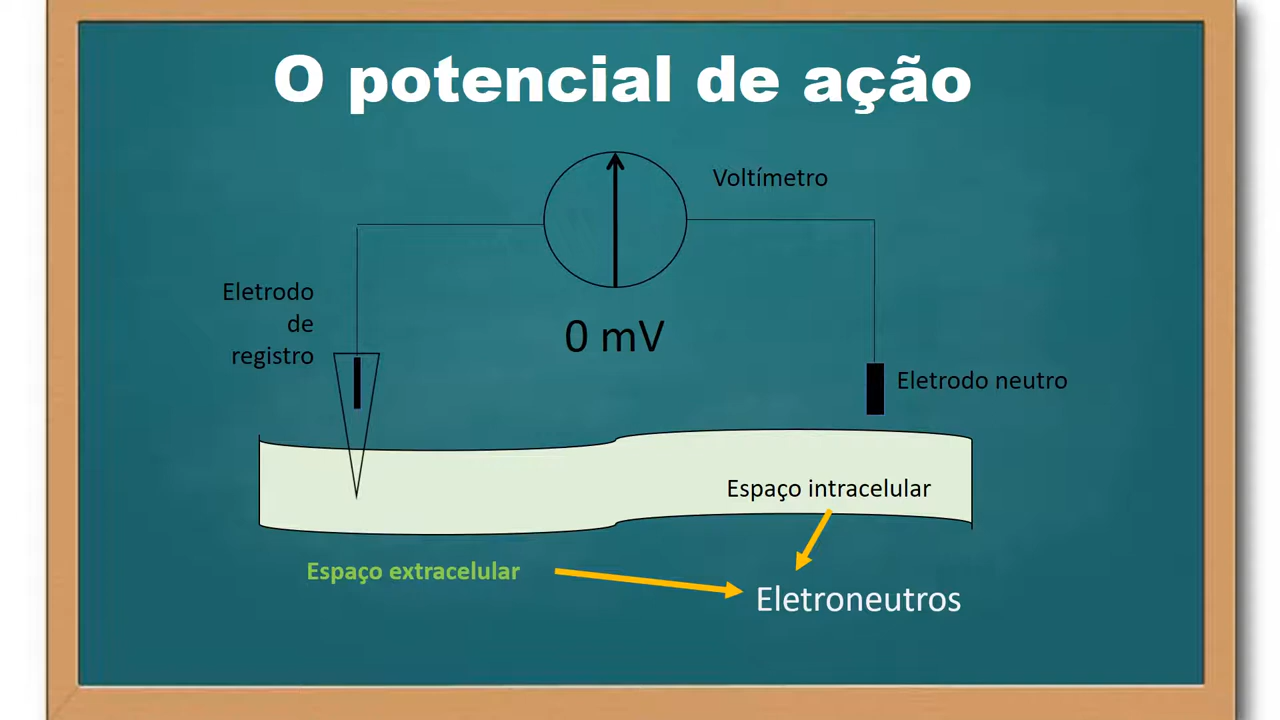 O potencial de ação
Voltímetro
Eletrodo
de
registro
0 mV
Eletrodo neutro
Espaço intracelular
Espaço extracelular
Eletroneutros